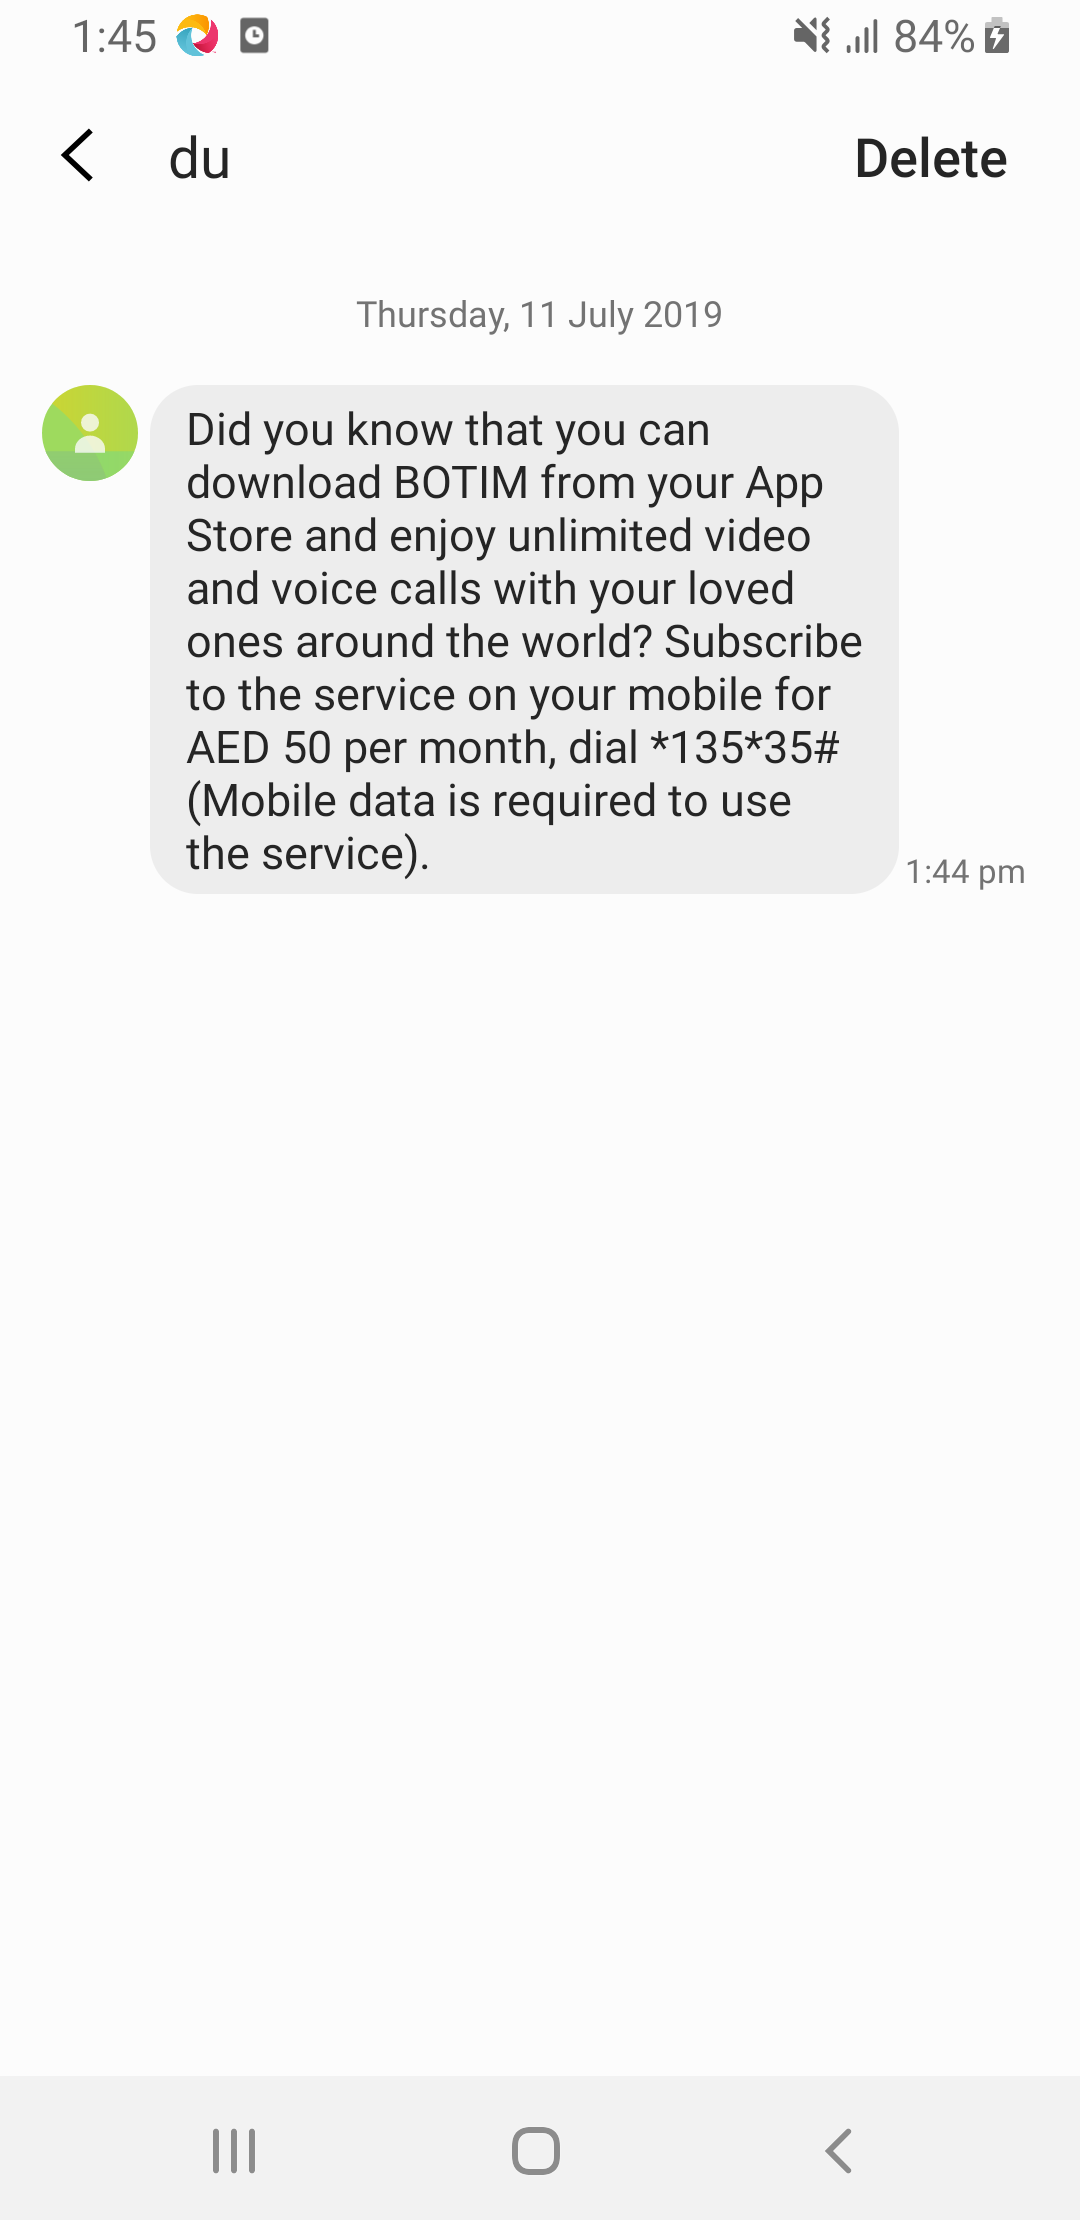 1:45 84%
du Delete
Thursday, 11 July 2019
Did you know that you can
download BOTIM from your App
Store and enjoy unlimited video
and voice calls with your loved
ones around the world? Subscribe
to the service on your mobile for
AED 50 per month, dial *135*35#
(Mobile data is required to use
the service).
1:44 pm